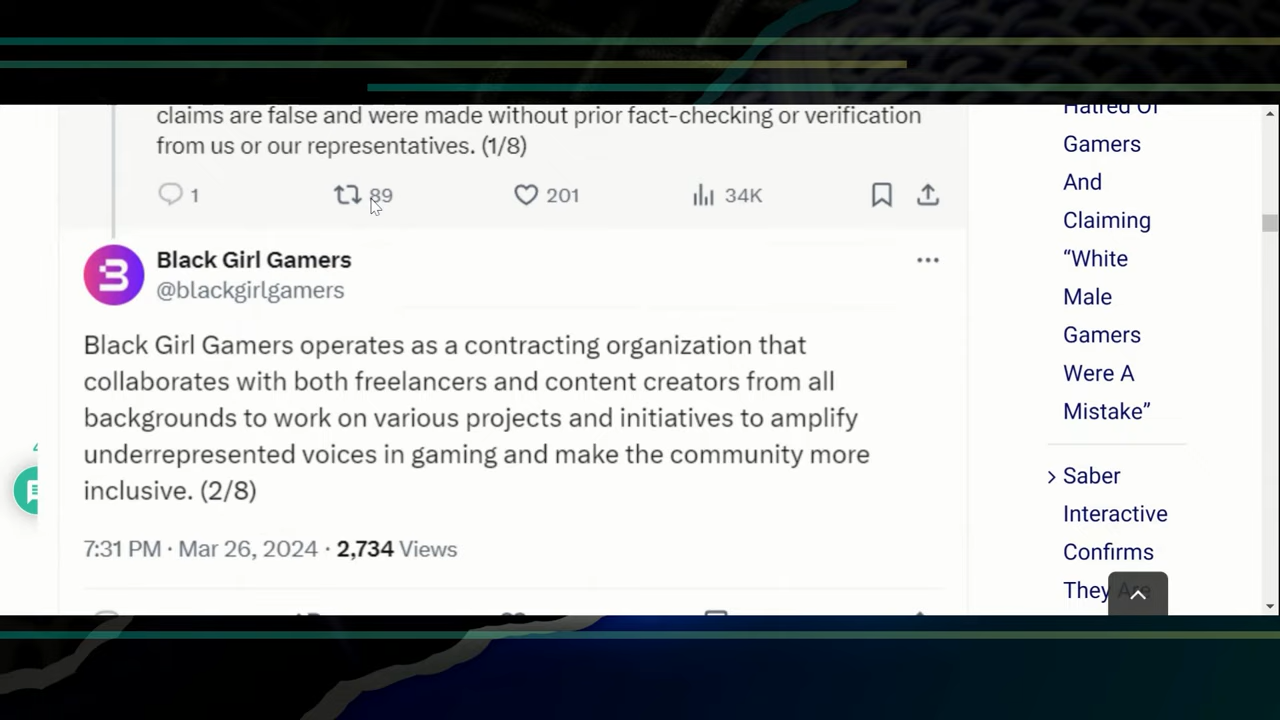 claims are false and were made without prior fact-checking or verification
from us or our representatives. (1/8)
1 89 201 34K
Black Girl Gamers
@blackgirlgamers
Black Girl Gamers operates as a contracting organization that
collaborates with both freelancers and content creators from all
backgrounds to work on various projects and initiatives to amplify
underrepresented voices in gaming and make the community more
inclusive. (2/8)
7:31 PM · Mar 26, 2024 · 2,734 Views
Hatred Of
Gamers
And
Claiming
“White
Male
Gamers
Were A
Mistake”
Saber
Interactive
Confirms
They Are